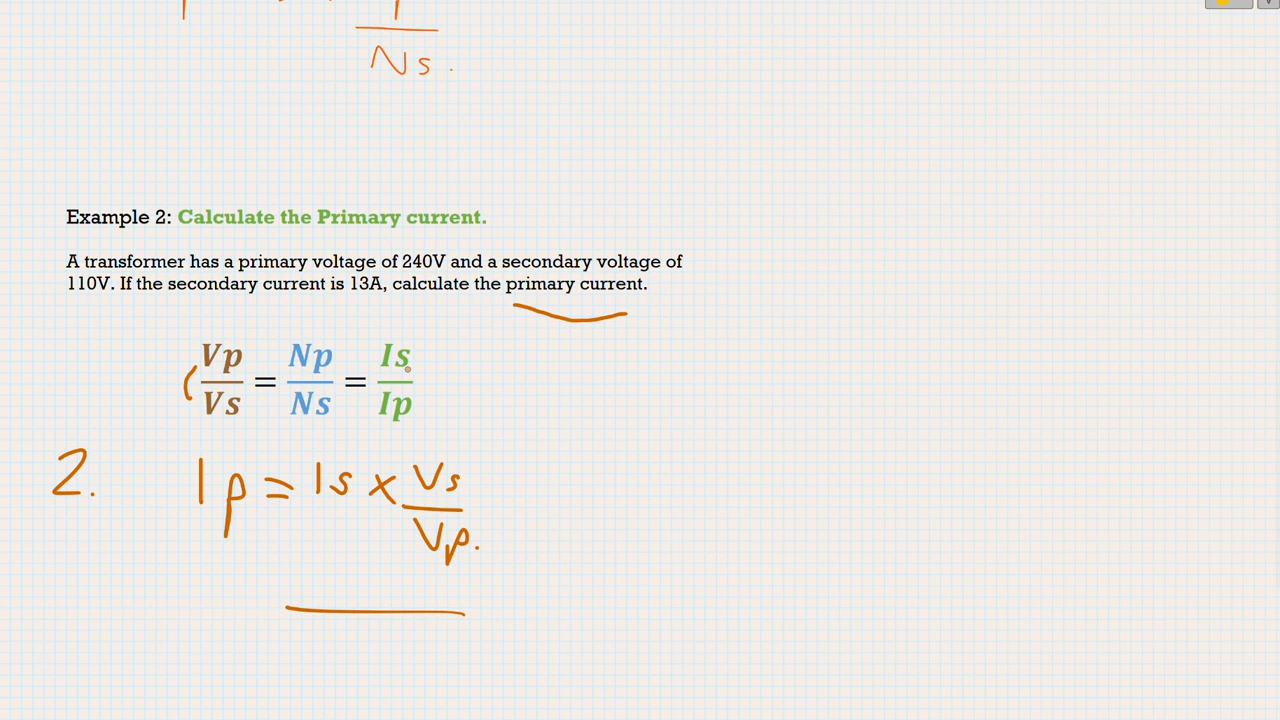 Ns.
Example 2: Calculate the Primary current.
A transformer has a primary voltage of 240V and a secondary voltage of
110V. If the secondary current is 13A, calculate the primary current.
Vp/Vs = Np/Ns = Is/Ip
2. Ip = Is x Vs/Vp.